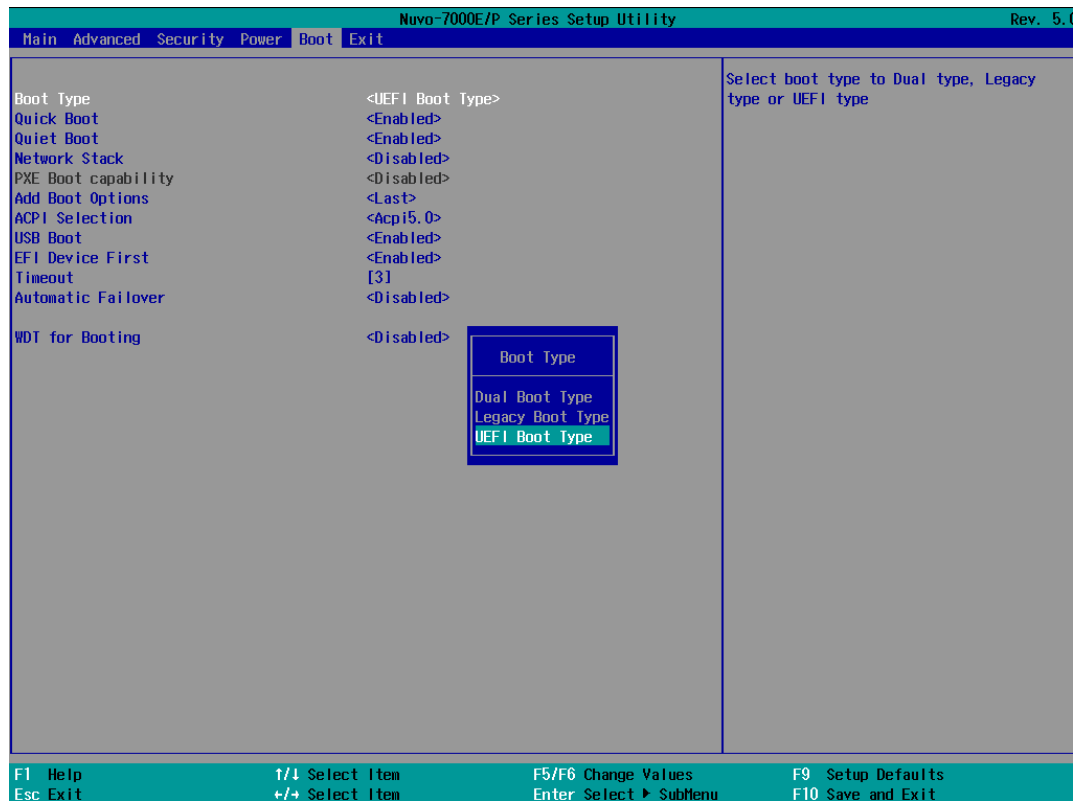 Nuvo-7000E/P Series Setup Utility Rev. 5.0
Main Advanced Security Power Boot Exit
Boot Type <UEFI Boot Type>
Quick Boot <Enabled>
Quiet Boot <Enabled>
Network Stack <Disabled>
PXE Boot capability <Disabled>
Add Boot Options <Last>
ACPI Selection <Acpi5.0>
USB Boot <Enabled>
EFI Device First <Enabled>
Timeout [3]
Automatic Failover <Disabled>
WDT for Booting <Disabled>
Boot Type
Dual Boot Type
Legacy Boot Type
UEFI Boot Type
Select boot type to Dual type, Legacy
type or UEFI type
F1 Help ↑/↓ Select Item F5/F6 Change Values F9 Setup Defaults
Esc Exit ←/→ Select Item Enter Select ▶ SubMenu F10 Save and Exit